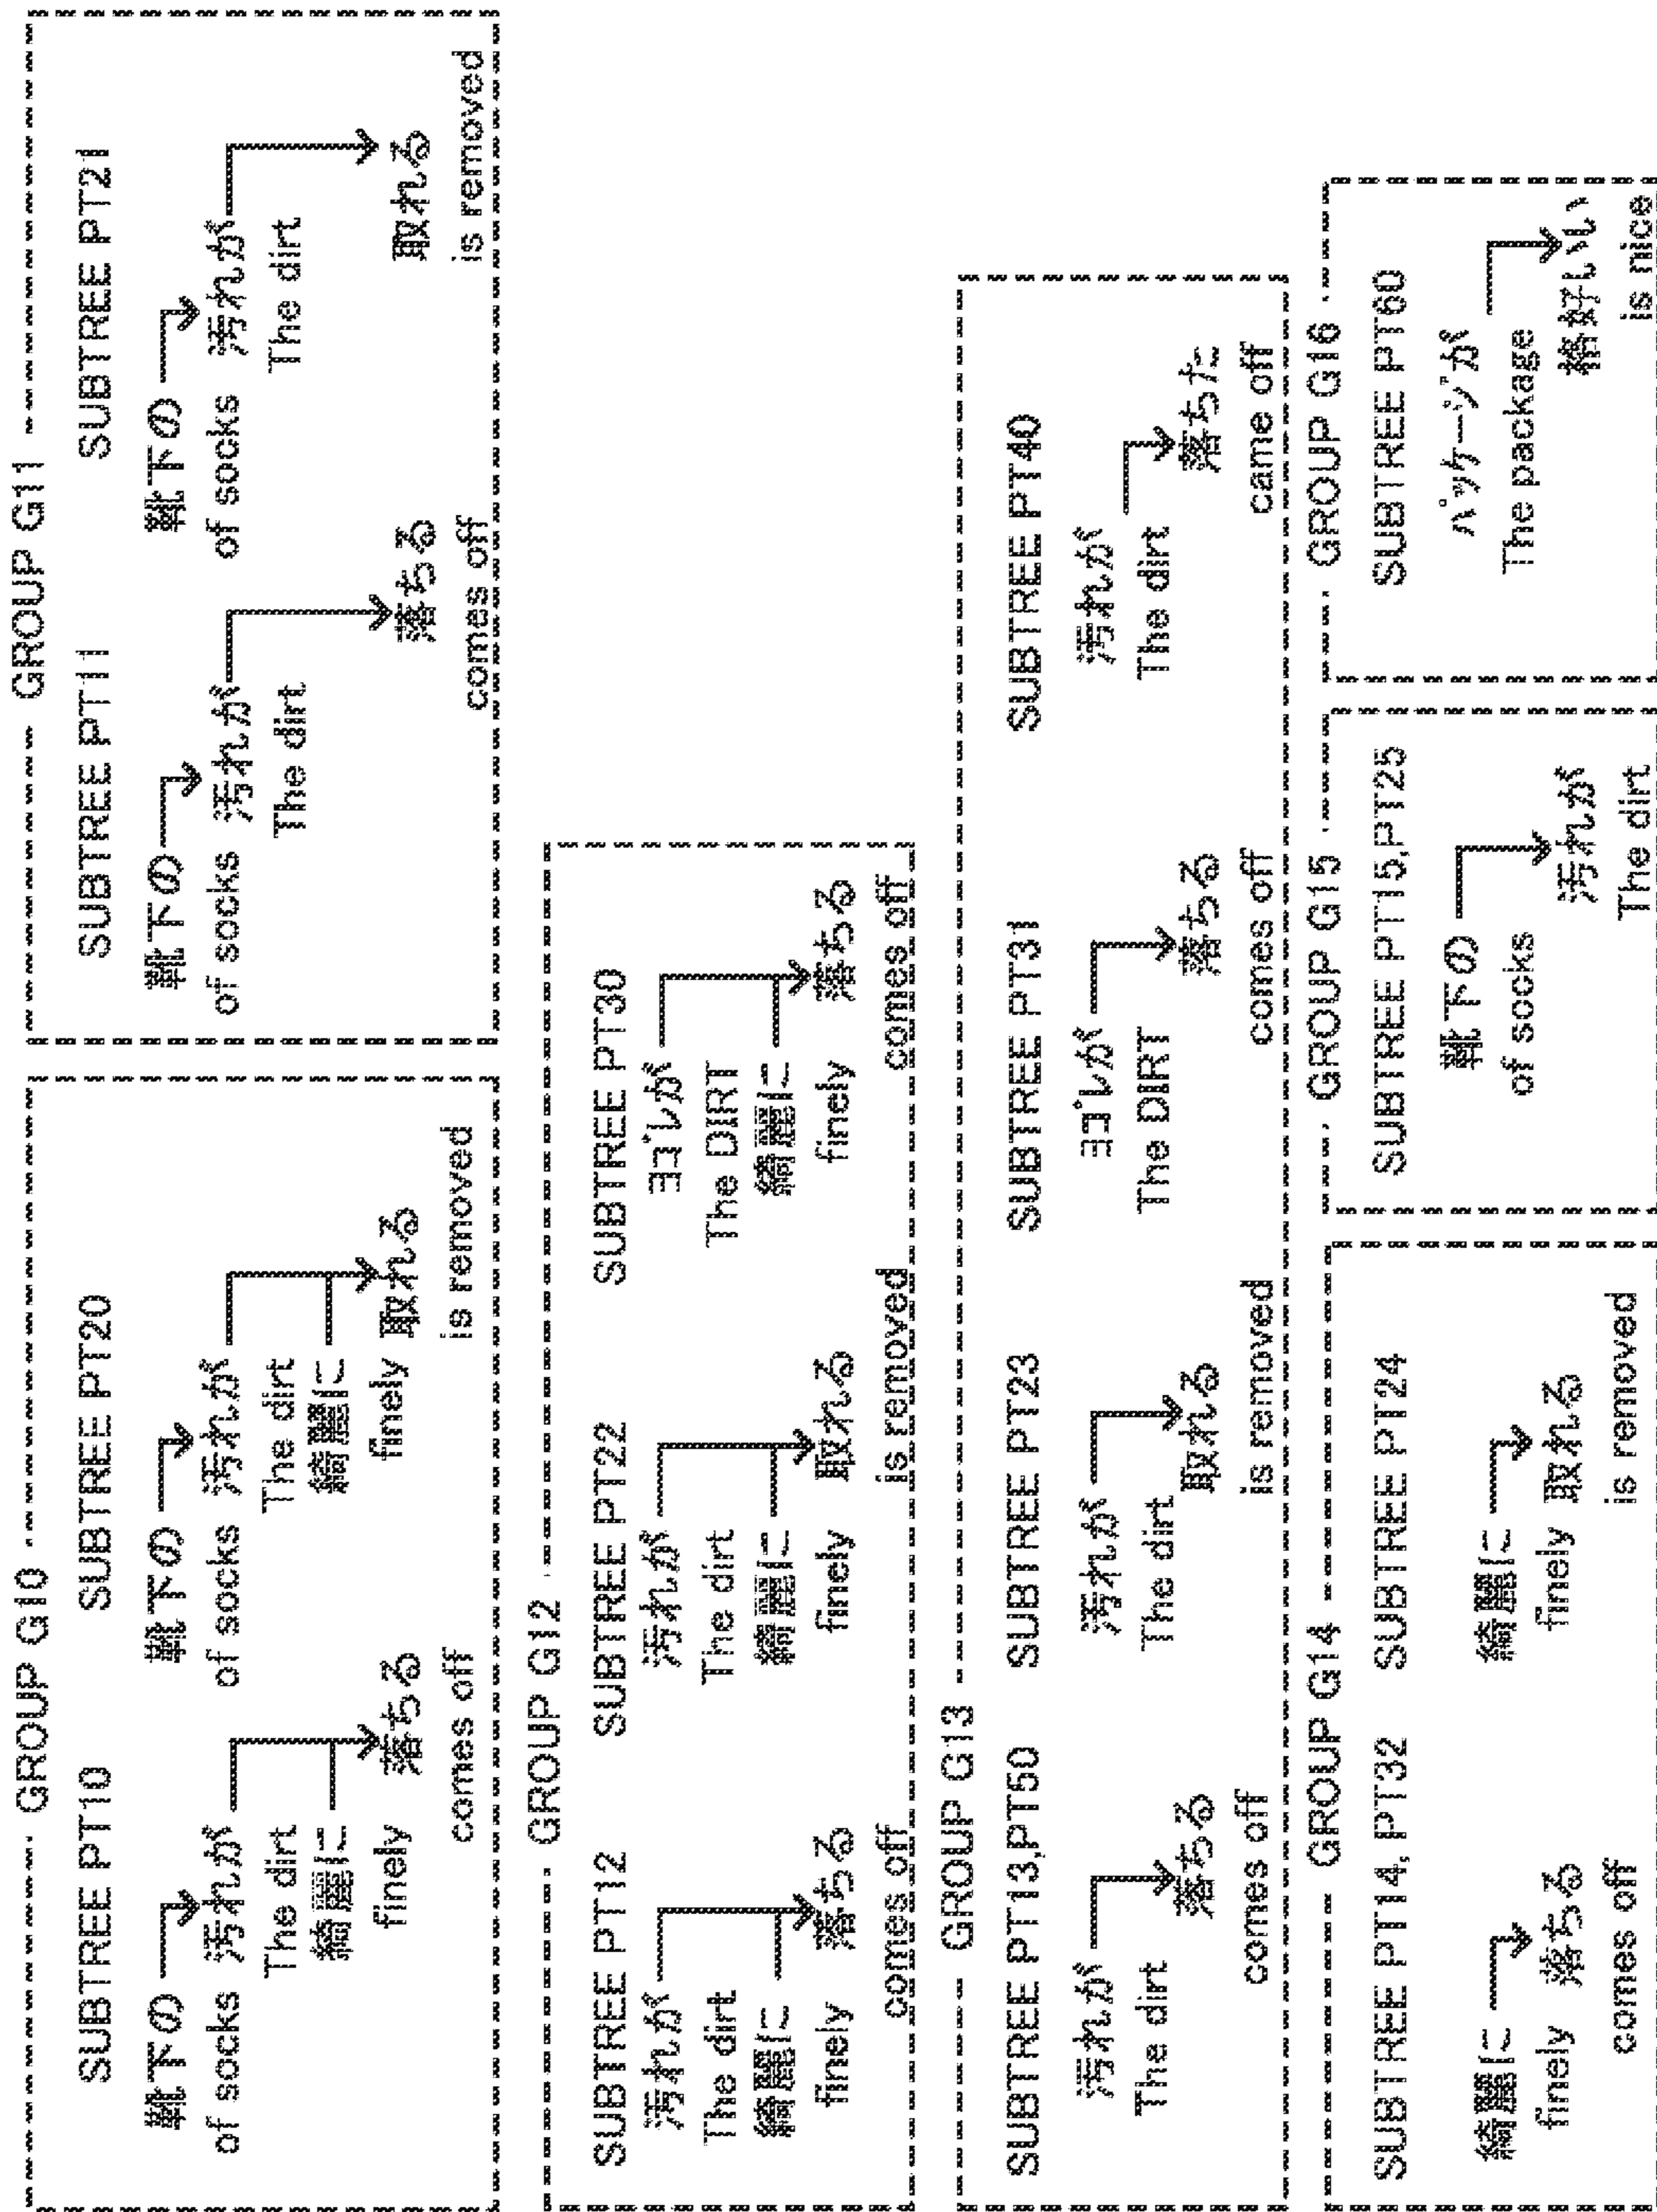 GROUP G10
SUBTREE PT10
靴下の
of socks
汚れが
The dirt
綺麗に
finely
落ちる
comes off
SUBTREE PT20
靴下の
of socks
汚れが
The dirt
綺麗に
finely
取れる
is removed
GROUP G11
SUBTREE PT11
靴下の
of socks
汚れが
The dirt
落ちる
comes off
SUBTREE PT21
靴下の
of socks
汚れが
The dirt
取れる
is removed
GROUP G12
SUBTREE PT12
汚れが
The dirt
綺麗に
finely
落ちる
comes off
SUBTREE PT22
汚れが
The dirt
綺麗に
finely
取れる
is removed
SUBTREE PT30
ヨゴレが
The DIRT
綺麗に
finely
落ちる
comes off
GROUP G13
SUBTREE PT13,PT50
汚れが
The dirt
落ちる
comes off
SUBTREE PT23
汚れが
The dirt
取れる
is removed
SUBTREE PT31
ヨゴレが
The DIRT
落ちる
comes off
SUBTREE PT40
汚れが
The dirt
落ちた
came off
GROUP G14
SUBTREE PT14, PT32
綺麗に
finely
落ちる
comes off
SUBTREE PT24
綺麗に
finely
取れる
is removed
GROUP G15
SUBTREE PT15,PT25
靴下の
of socks
汚れが
The dirt
GROUP G16
SUBTREE PT60
パッケージが
The package
格好いい
is nice